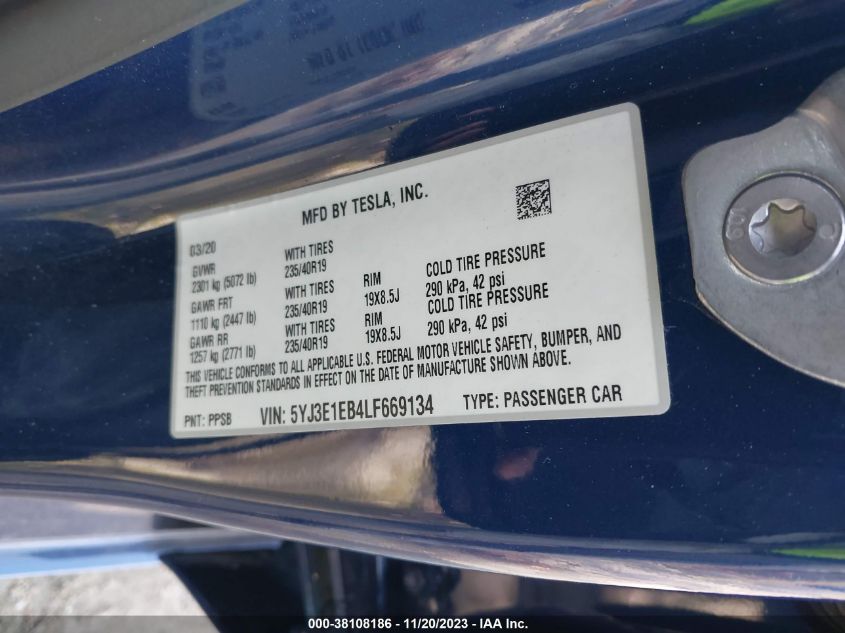 MFD BY TESLA, INC.
03/20
GVWR WITH TIRES
2301 kg (5072 lb) 235/40R19
GAWR FRT WITH TIRES RIM COLD TIRE PRESSURE
1110 kg (2447 lb) 235/40R19 19X8.5J 290 kPa, 42 psi
GAWR RR WITH TIRES RIM COLD TIRE PRESSURE
1257 kg (2771 lb) 235/40R19 19X8.5J 290 kPa, 42 psi
THIS VEHICLE CONFORMS TO ALL APPLICABLE U.S. FEDERAL MOTOR VEHICLE SAFETY, BUMPER, AND
THEFT PREVENTION STANDARDS IN EFFECT ON THE DATE OF MANUFACTURE SHOWN ABOVE.
PNT: PPSB VIN: 5YJ3E1EB4LF669134 TYPE: PASSENGER CAR
000-38108186 - 11/20/2023 - IAA Inc.